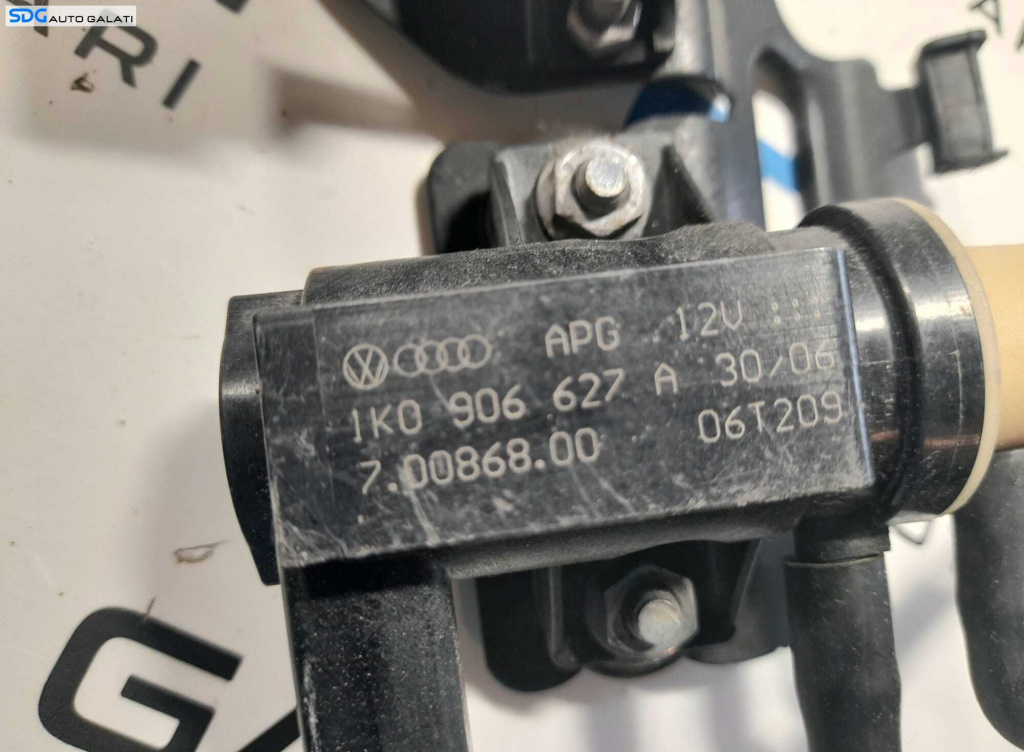 SDG AUTO GALATI
APG 12V
1K0 906 627 A 30/06
7.00868.00 06T209